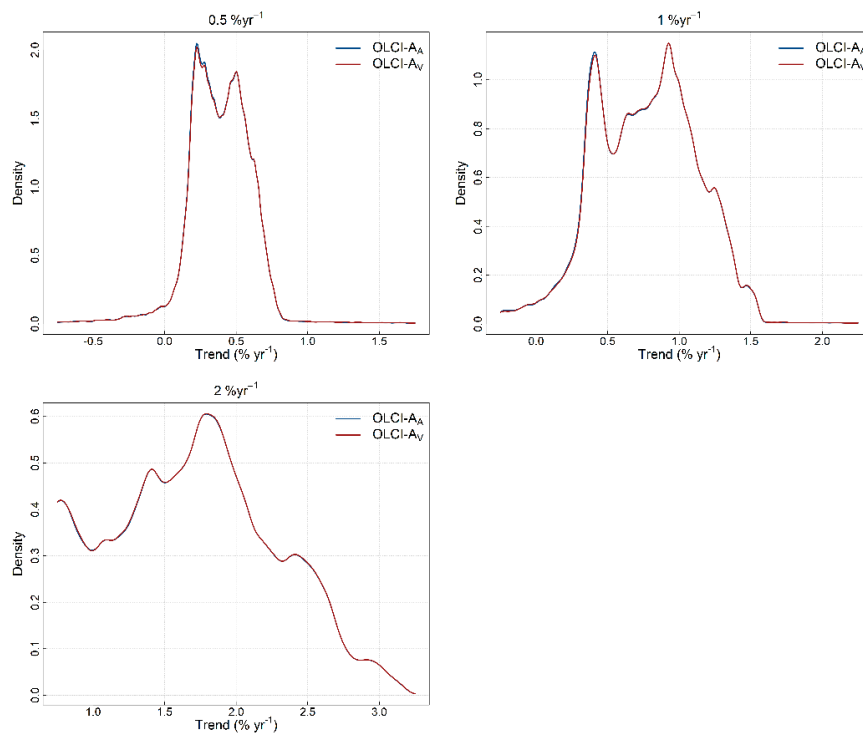 0.5 %yr⁻¹
OLCI-A_A
OLCI-A_V
Density
0.0
0.5
1.0
1.5
2.0
-0.5
0.0
0.5
1.0
1.5
Trend (% yr⁻¹)
1 %yr⁻¹
OLCI-A_A
OLCI-A_V
Density
0.0
0.2
0.4
0.6
0.8
1.0
0.0
0.5
1.0
1.5
2.0
Trend (% yr⁻¹)
2 %yr⁻¹
OLCI-A_A
OLCI-A_V
Density
0.0
0.1
0.2
0.3
0.4
0.5
0.6
1.0
1.5
2.0
2.5
3.0
Trend (% yr⁻¹)